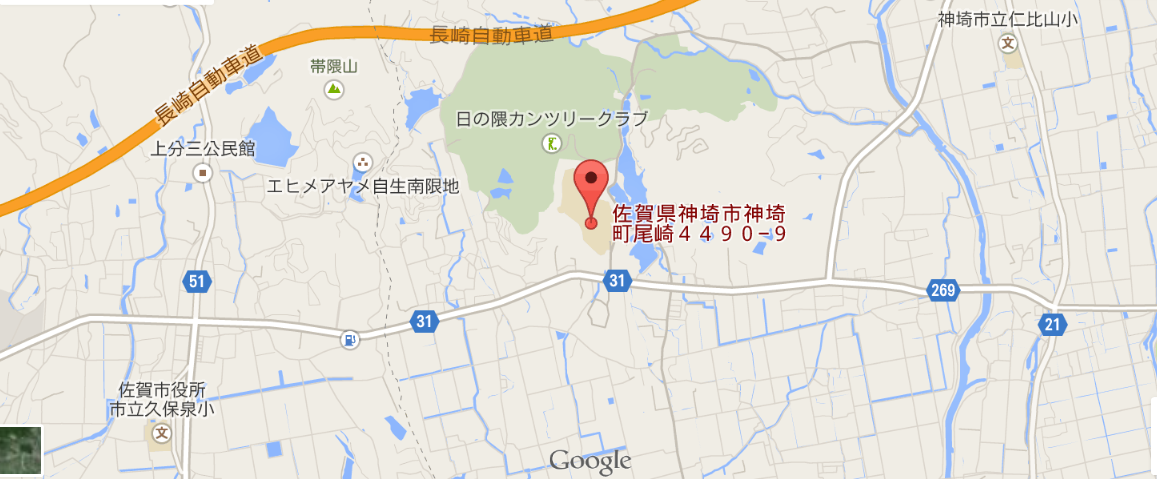 神埼市立仁比山小
文
長崎自動車道
長崎自動車道
帯隈山
日の隈カンツリークラブ
上分三公民館
エヒメアヤメ自生南限地
佐賀県神埼市神埼
町尾崎４４９０−９
51
31
269
31
21
佐賀市役所
市立久保泉小
文
Google